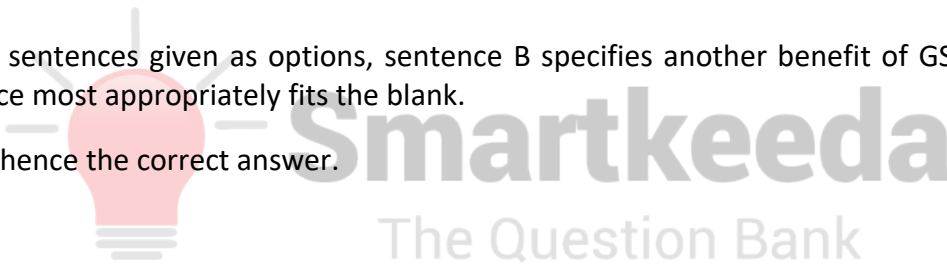 sentences given as options, sentence B specifies another benefit of GS
ce most appropriately fits the blank.
hence the correct answer.
Smartkeeda
The Question Bank